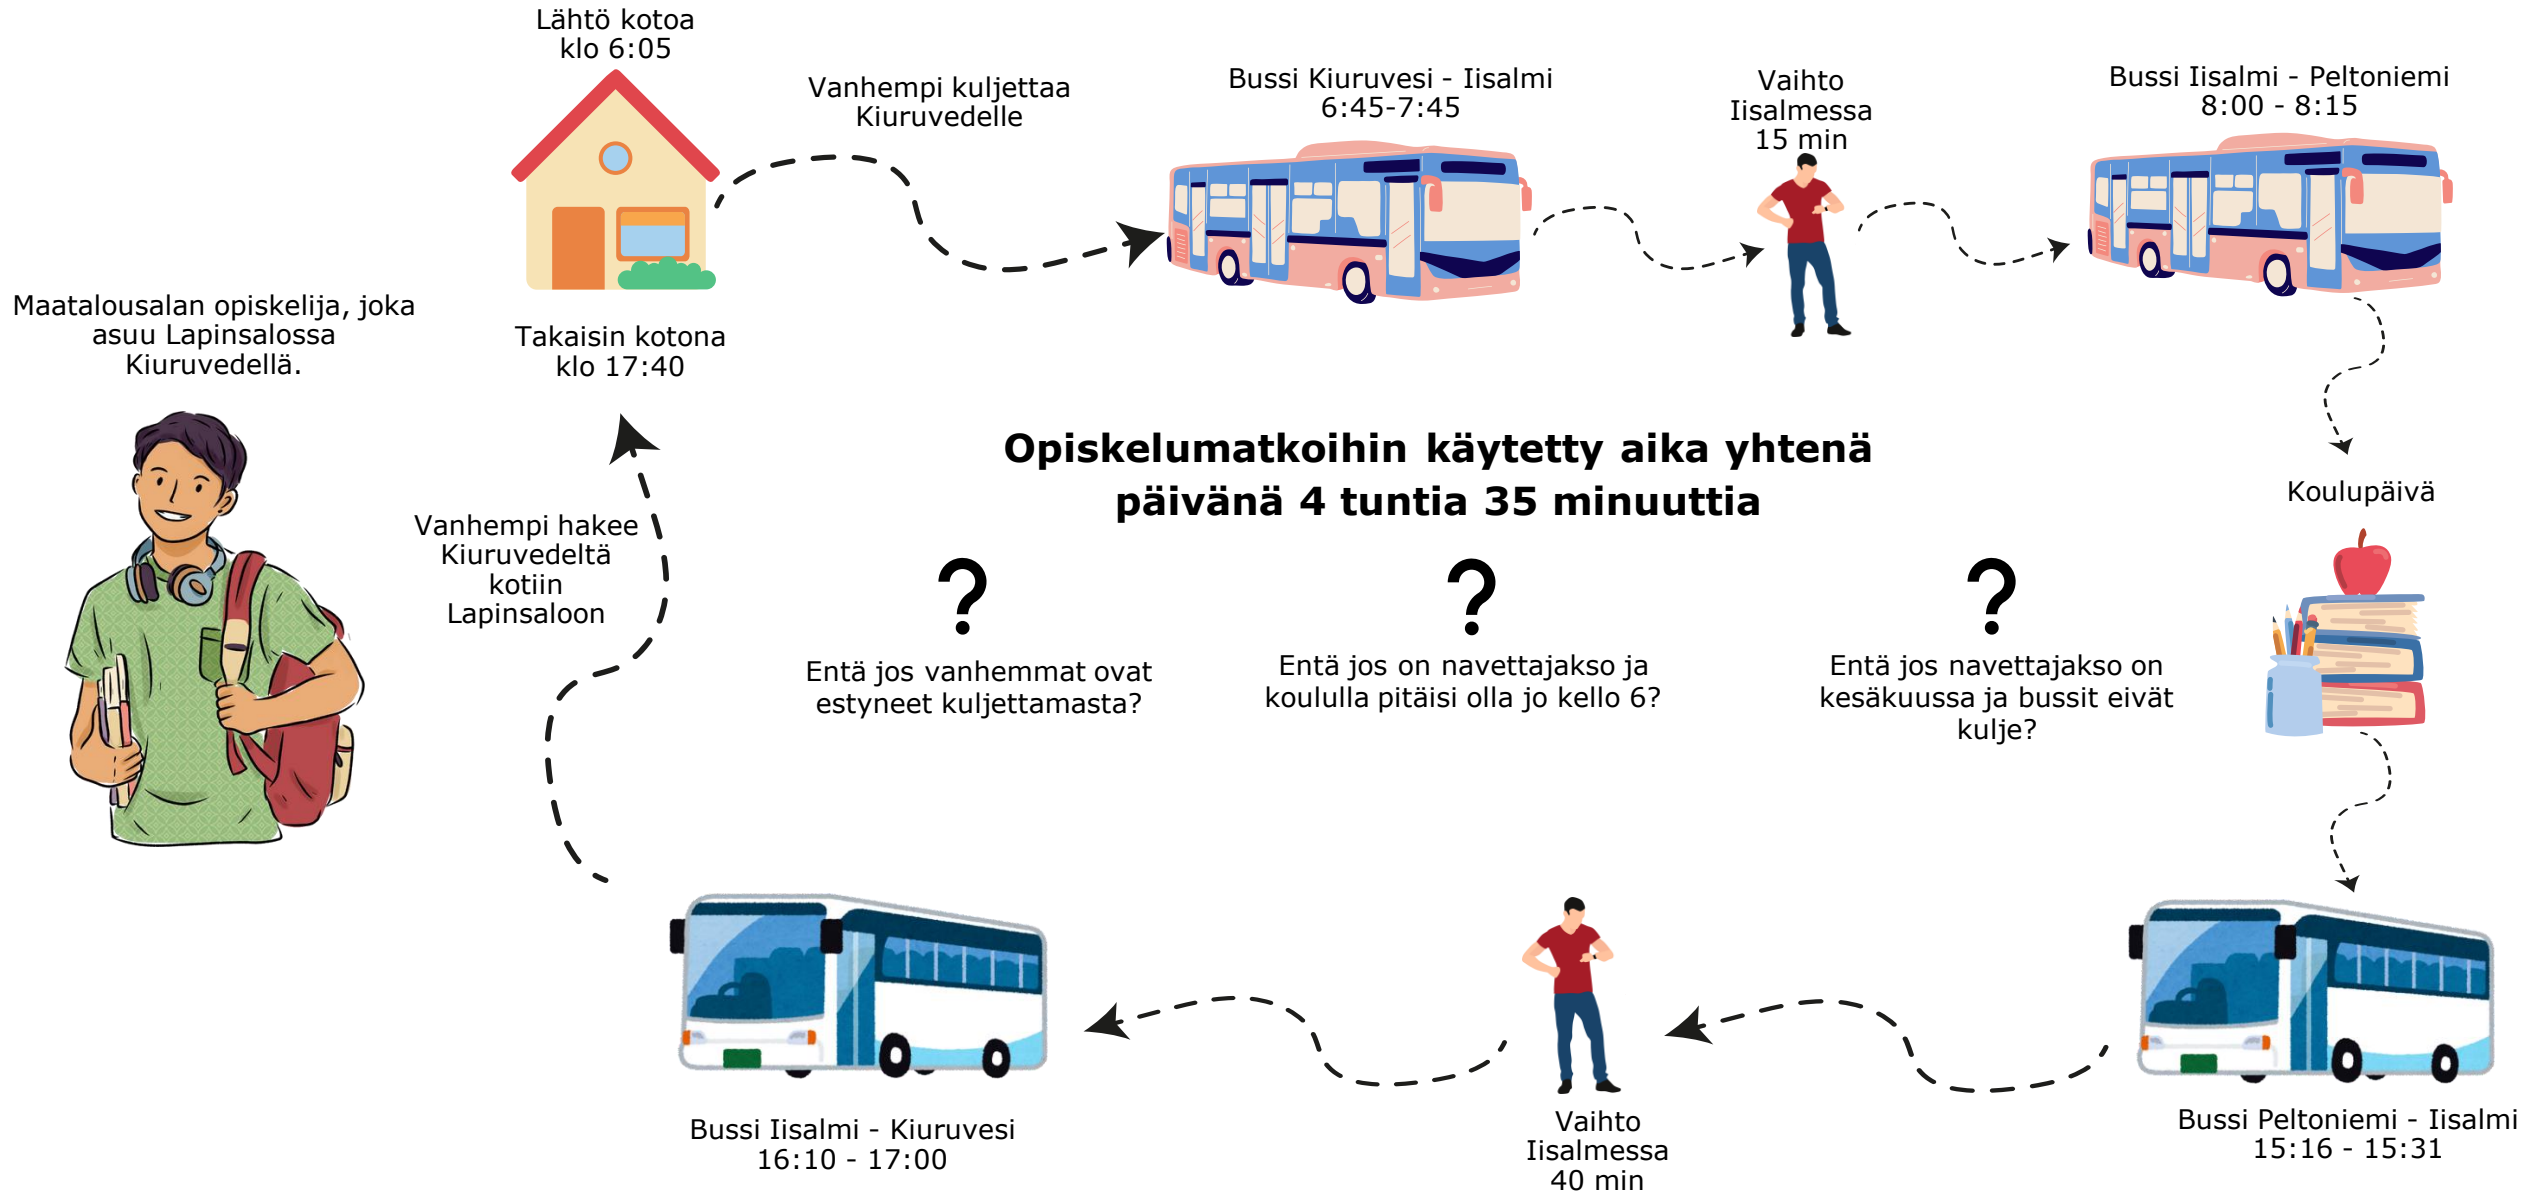 Lähtö kotoa
klo 6:05
Vanhempi kuljettaa
Kiuruvedelle
Bussi Kiuruvesi - Iisalmi
6:45-7:45
Vaihto
Iisalmessa
15 min
Bussi Iisalmi - Peltoniemi
8:00 - 8:15
Maatalousalan opiskelija, joka
asuu Lapinsalossa
Kiuruvedellä.
Takaisin kotona
klo 17:40
Opiskelumatkoihin käytetty aika yhtenä
päivänä 4 tuntia 35 minuuttia
Koulupäivä
Vanhempi hakee
Kiuruvedeltä
kotiin
Lapinsaloon
?
Entä jos vanhemmat ovat
estyneet kuljettamasta?
?
Entä jos on navettajakso ja
koululla pitäisi olla jo kello 6?
?
Entä jos navettajakso on
kesäkuussa ja bussit eivät
kulje?
Bussi Peltoniemi - Iisalmi
15:16 - 15:31
Vaihto
Iisalmessa
40 min
Bussi Iisalmi - Kiuruvesi
16:10 - 17:00